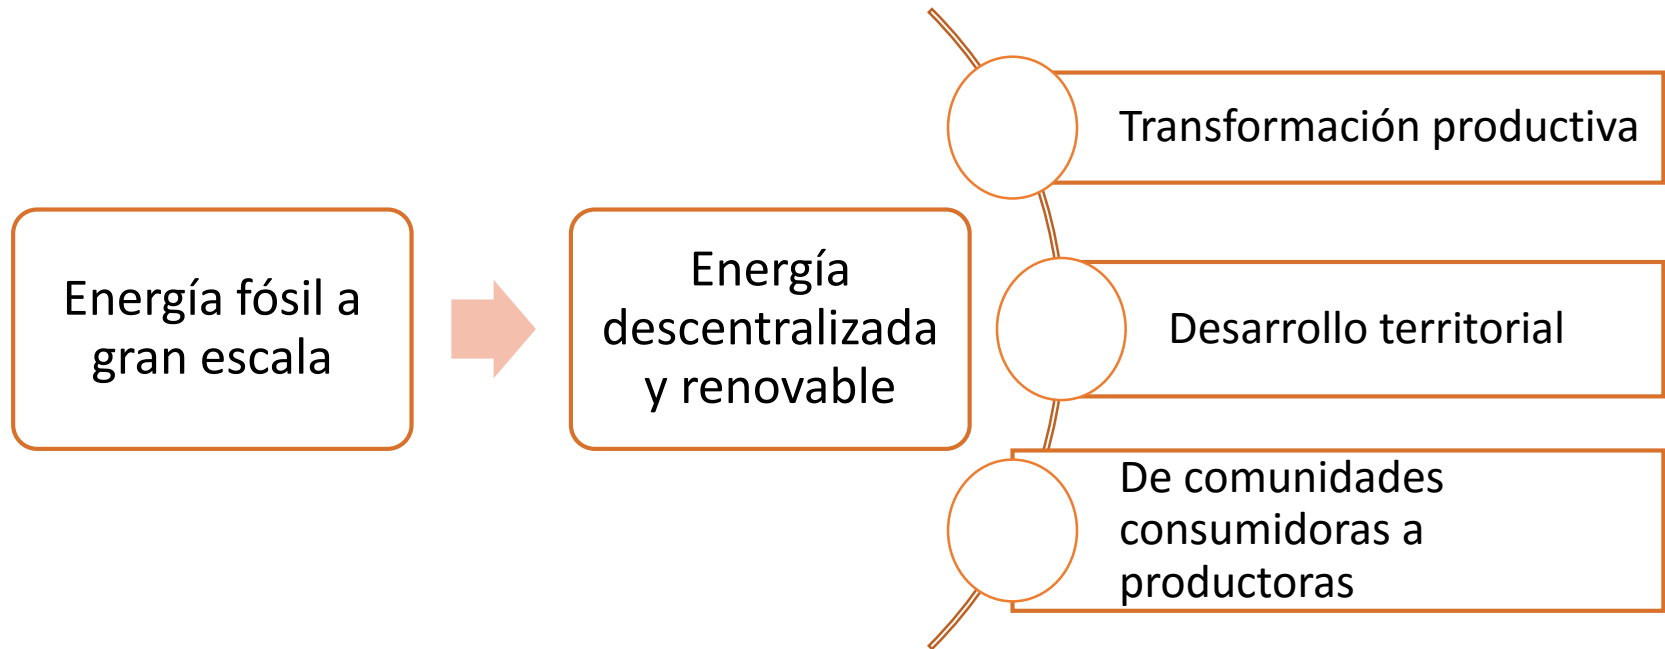 Energía fósil a
gran escala
Energía
descentralizada
y renovable
Transformación productiva
Desarrollo territorial
De comunidades
consumidoras a
productoras